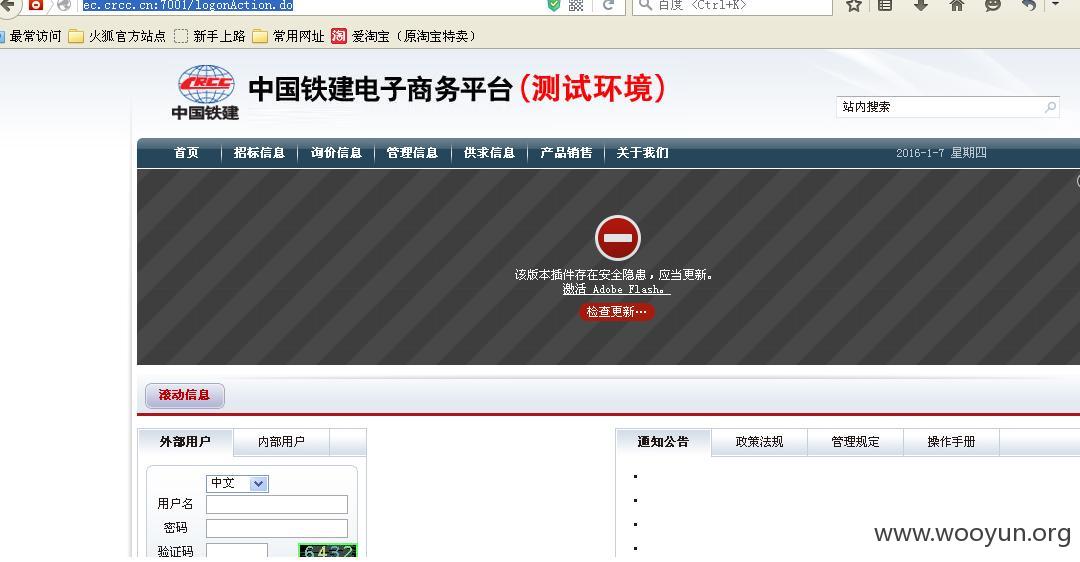 ec.crcc.cn:7001/logonAction.do
百度 <Ctrl+K>
最常访问 火狐官方站点 新手上路 常用网址 淘 爱淘宝（原淘宝特卖）
CRCC
中国铁建
中国铁建电子商务平台(测试环境)
站内搜索
首页 招标信息 询价信息 管理信息 供求信息 产品销售 关于我们 2016-1-7 星期四
该版本插件存在安全隐患，应当更新。
激活 Adobe Flash。
检查更新…
滚动信息
外部用户 内部用户 通知公告 政策法规 管理规定 操作手册
中文
用户名
密码
验证码 6432
www.wooyun.org